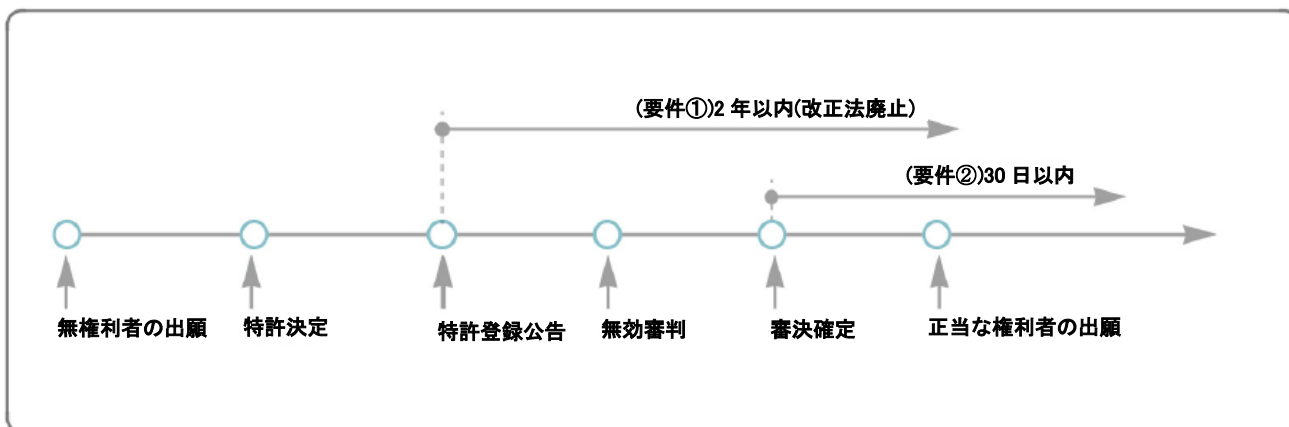 (要件①)2 年以内(改正法廃止)
(要件②)30 日以内
無権利者の出願
特許決定
特許登録公告
無効審判
審決確定
正当な権利者の出願